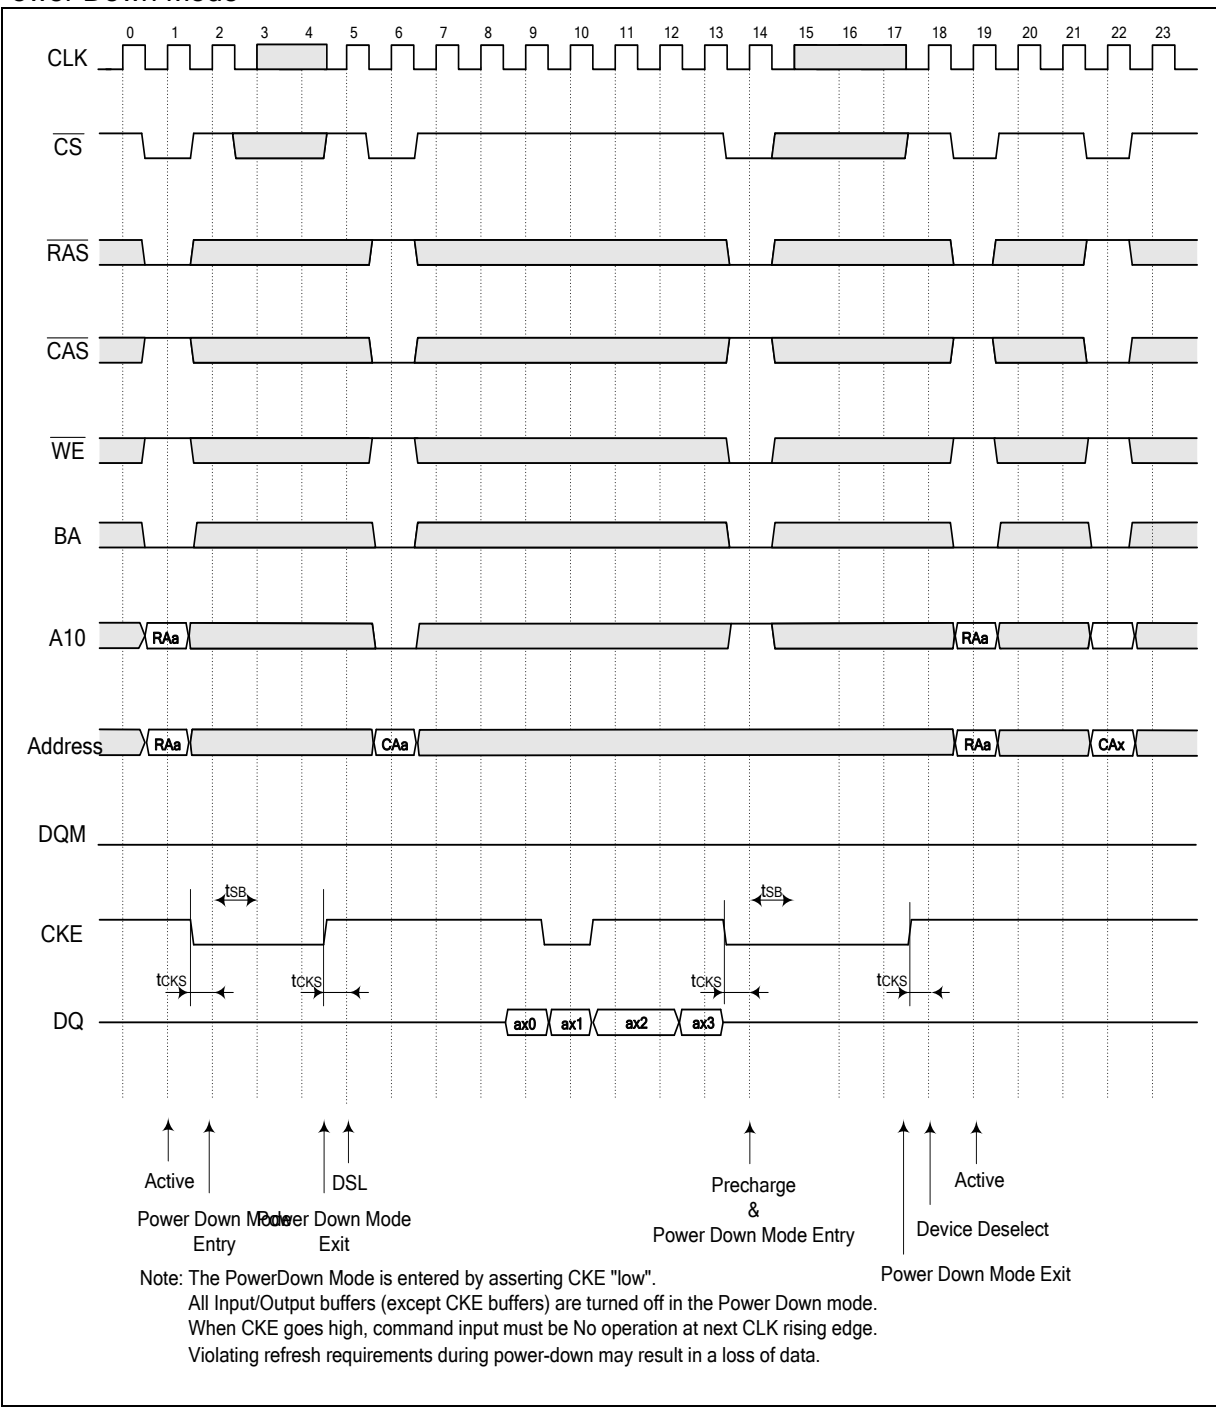 0 1 2 3 4 5 6 7 8 9 10 11 12 13 14 15 16 17 18 19 20 21 22 23
CLK
CS
RAS
CAS
WE
BA
A10 RAa RAa
Address RAa CAa RAa CAx
DQM
tSB tSB
CKE
tCKS tCKS tCKS tCKS
DQ ax0 ax1 ax2 ax3
Active DSL Precharge Active
&
Power Down Mode Power Down Mode Power Down Mode Entry Device Deselect
Entry Exit
Power Down Mode Exit
Note: The PowerDown Mode is entered by asserting CKE "low".
All Input/Output buffers (except CKE buffers) are turned off in the Power Down mode.
When CKE goes high, command input must be No operation at next CLK rising edge.
Violating refresh requirements during power-down may result in a loss of data.